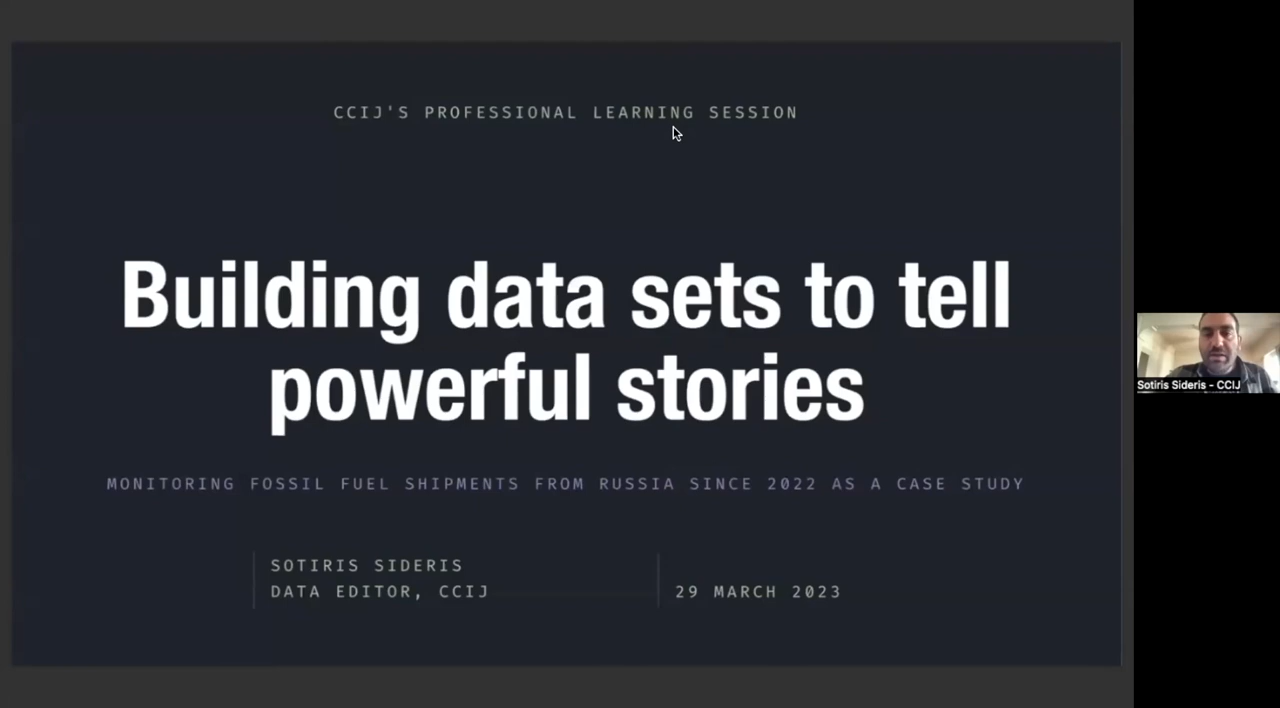 CCIJ'S PROFESSIONAL LEARNING SESSION
Building data sets to tell
powerful stories
MONITORING FOSSIL FUEL SHIPMENTS FROM RUSSIA SINCE 2022 AS A CASE STUDY
SOTIRIS SIDERIS
DATA EDITOR, CCIJ
29 MARCH 2023
Sotiris Sideris - CCIJ